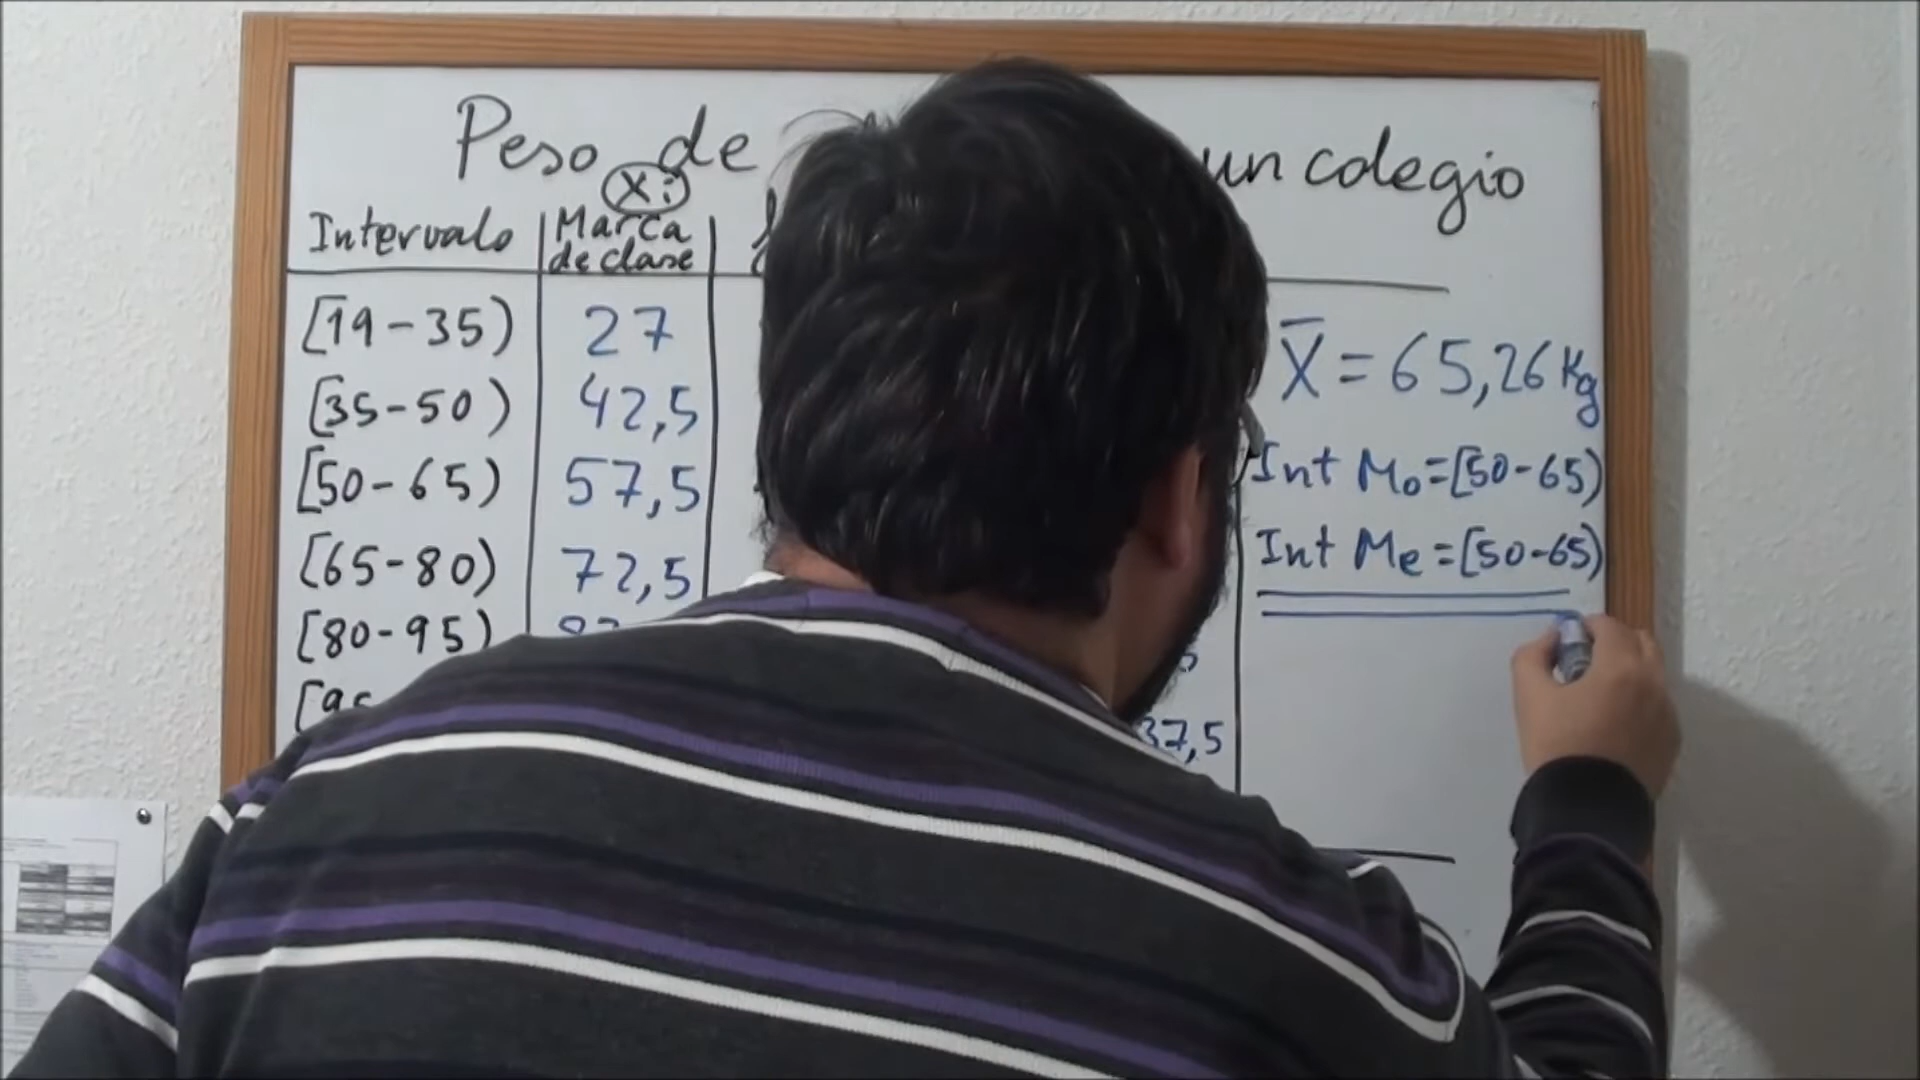 Peso de un colegio
xi
Intervalo Marca
de clase
[19-35) 27
[35-50) 42,5
[50-65) 57,5
[65-80) 72,5
[80-95)
37,5
X̄ = 65,26 Kg
Int Mo=[50-65)
Int Me=[50-65)